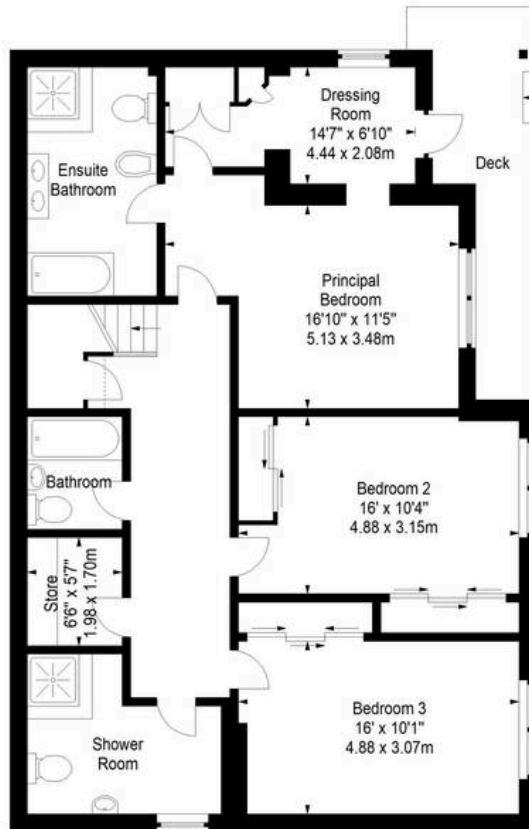 Dressing
Room
14'7" x 6'10"
4.44 x 2.08m
Ensuite
Bathroom
Deck
Principal
Bedroom
16'10" x 11'5"
5.13 x 3.48m
Bathroom
Bedroom 2
16' x 10'4"
4.88 x 3.15m
Store
6'6" x 5'7"
1.98 x 1.70m
Bedroom 3
16' x 10'1"
4.88 x 3.07m
Shower
Room